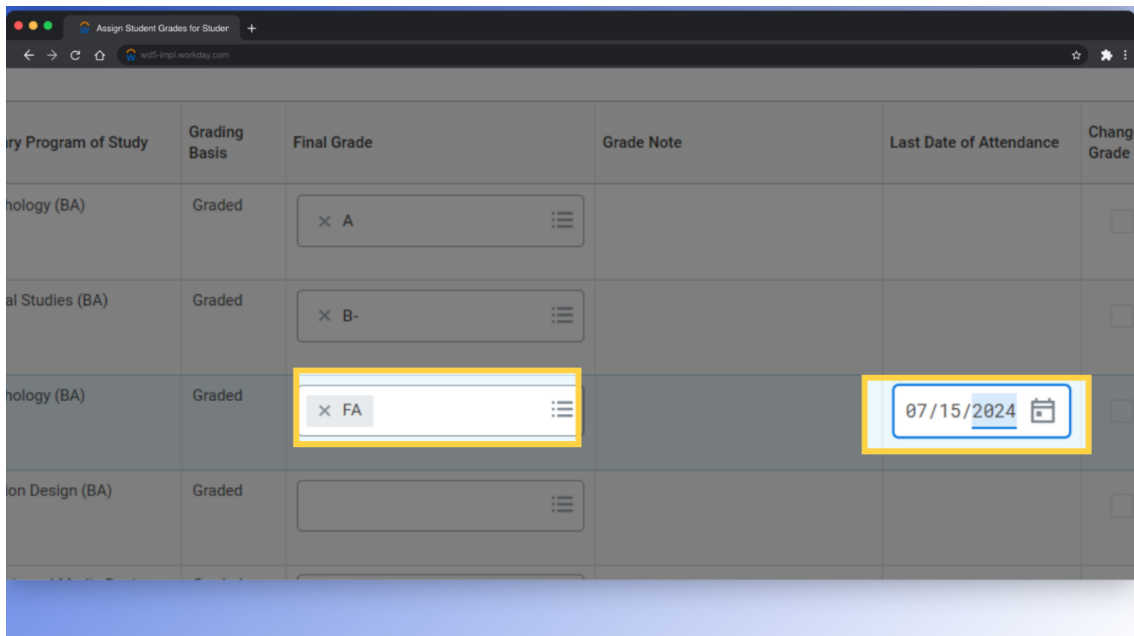 Assign Student Grades for Studer
wd5-impl.workday.com
ry Program of Study
Grading
Basis
Final Grade
Grade Note
Last Date of Attendance
Chang
Grade
hology (BA)
Graded
A
al Studies (BA)
Graded
B-
hology (BA)
Graded
FA
07/15/2024
ion Design (BA)
Graded